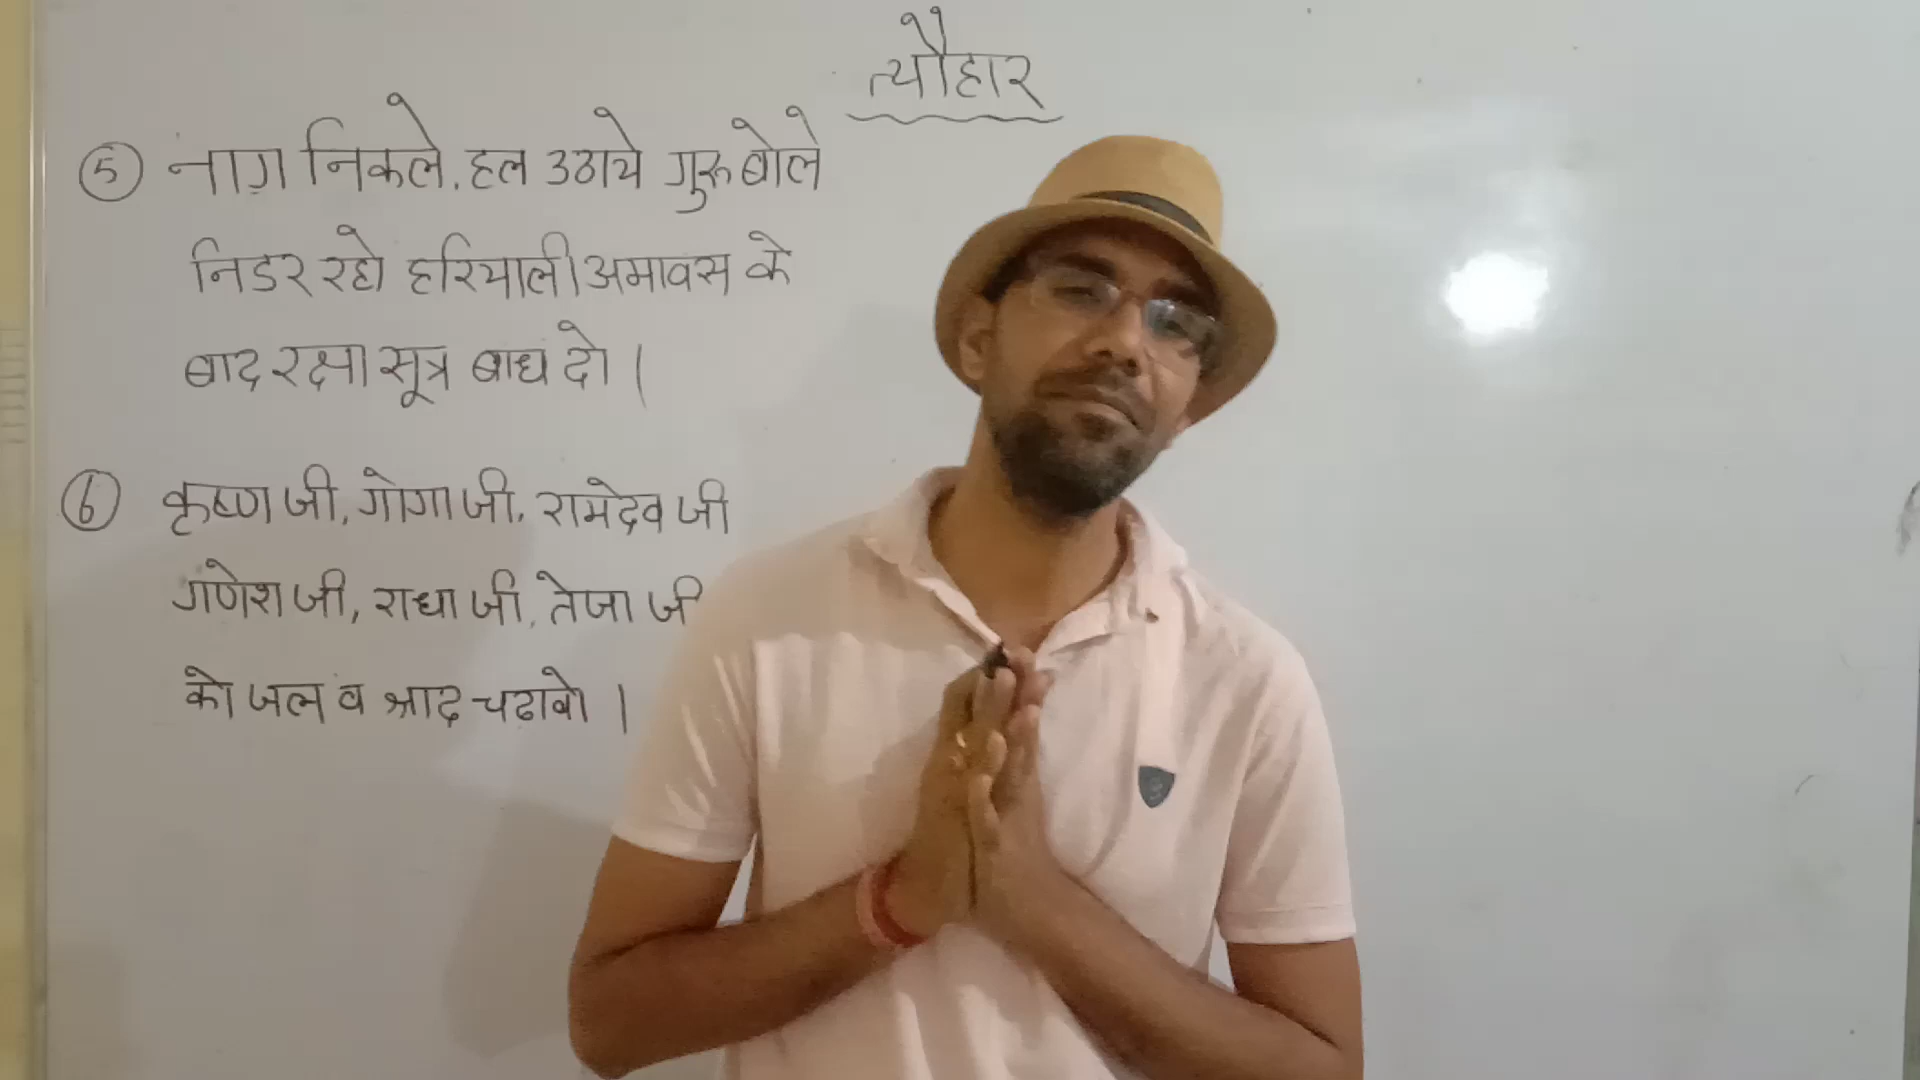 त्यौहार
⑤ नाग निकले, हल उठाये गुरु बोले
निडर रहो हरियाली अमावस के
बाद रक्षा सूत्र बाधं दो |
⑥ कृष्ण जी, गोगा जी, रामदेव जी
गणेश जी, राधा जी, तेजा जी
को जल व श्राद चढावो |